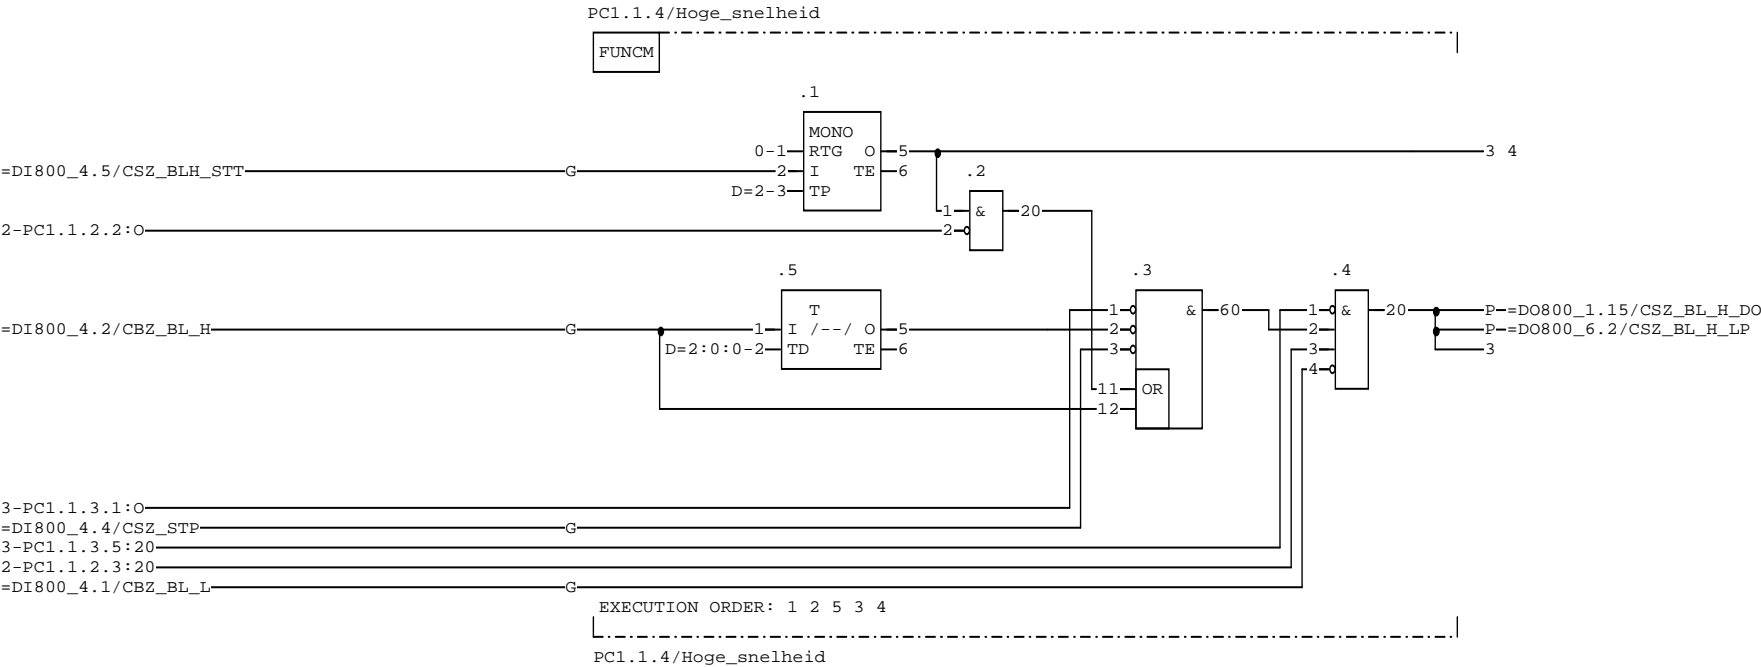 PC1.1.4/Hoge_snelheid
FUNCM
.1
MONO
0-1 RTG O 5 3 4
=DI800_4.5/CSZ_BLH_STT G 2 I TE 6 .2
D=2-3 TP
1 & 20
2-PC1.1.2.2:O 2
.5 .3 .4
T 1 & 60 1 & 20 P =DO800_1.15/CSZ_BL_H_DO
=DI800_4.2/CBZ_BL_H G 1 I /--/ O 5 2 2 P =DO800_6.2/CSZ_BL_H_LP
D=2:0:0-2 TD TE 6 3 3 3
4
11 OR
12
3-PC1.1.3.1:O
=DI800_4.4/CSZ_STP G
3-PC1.1.3.5:20
2-PC1.1.2.3:20
=DI800_4.1/CBZ_BL_L G
EXECUTION ORDER: 1 2 5 3 4
PC1.1.4/Hoge_snelheid